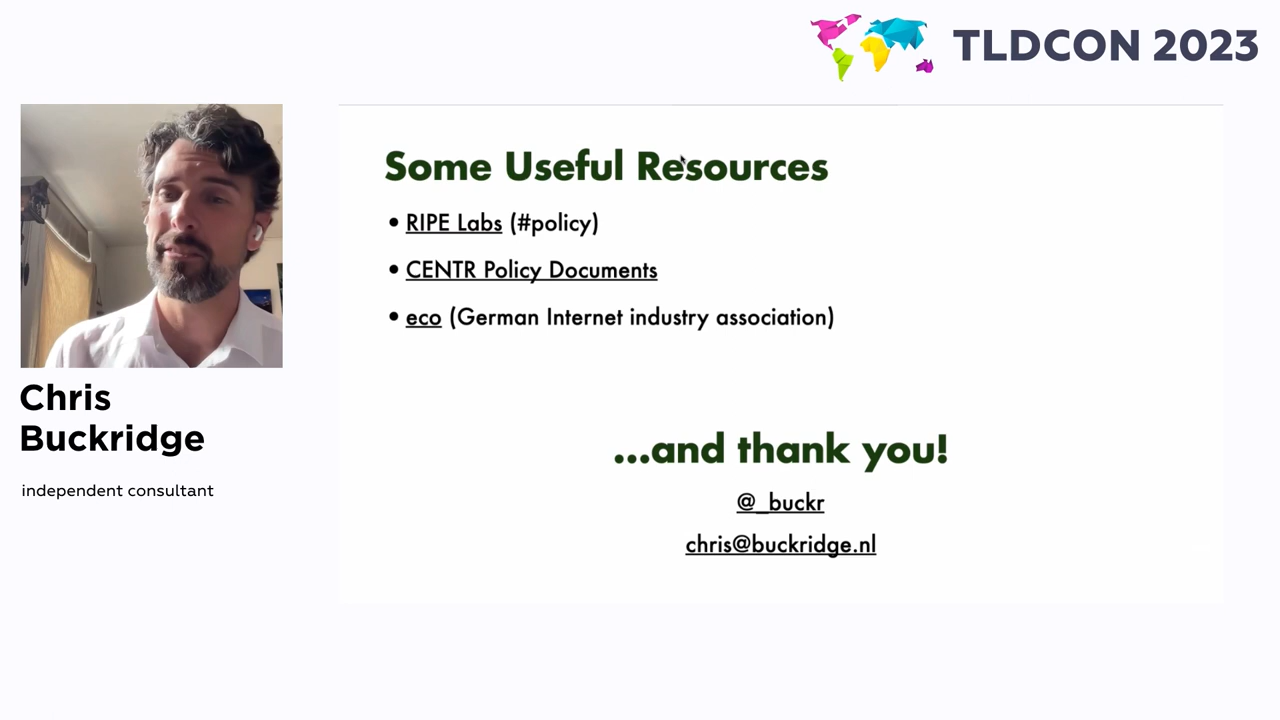 TLDCON 2023
Chris
Buckridge
independent consultant
Some Useful Resources
• RIPE Labs (#policy)
• CENTR Policy Documents
• eco (German Internet industry association)
...and thank you!
@_buckr
chris@buckridge.nl